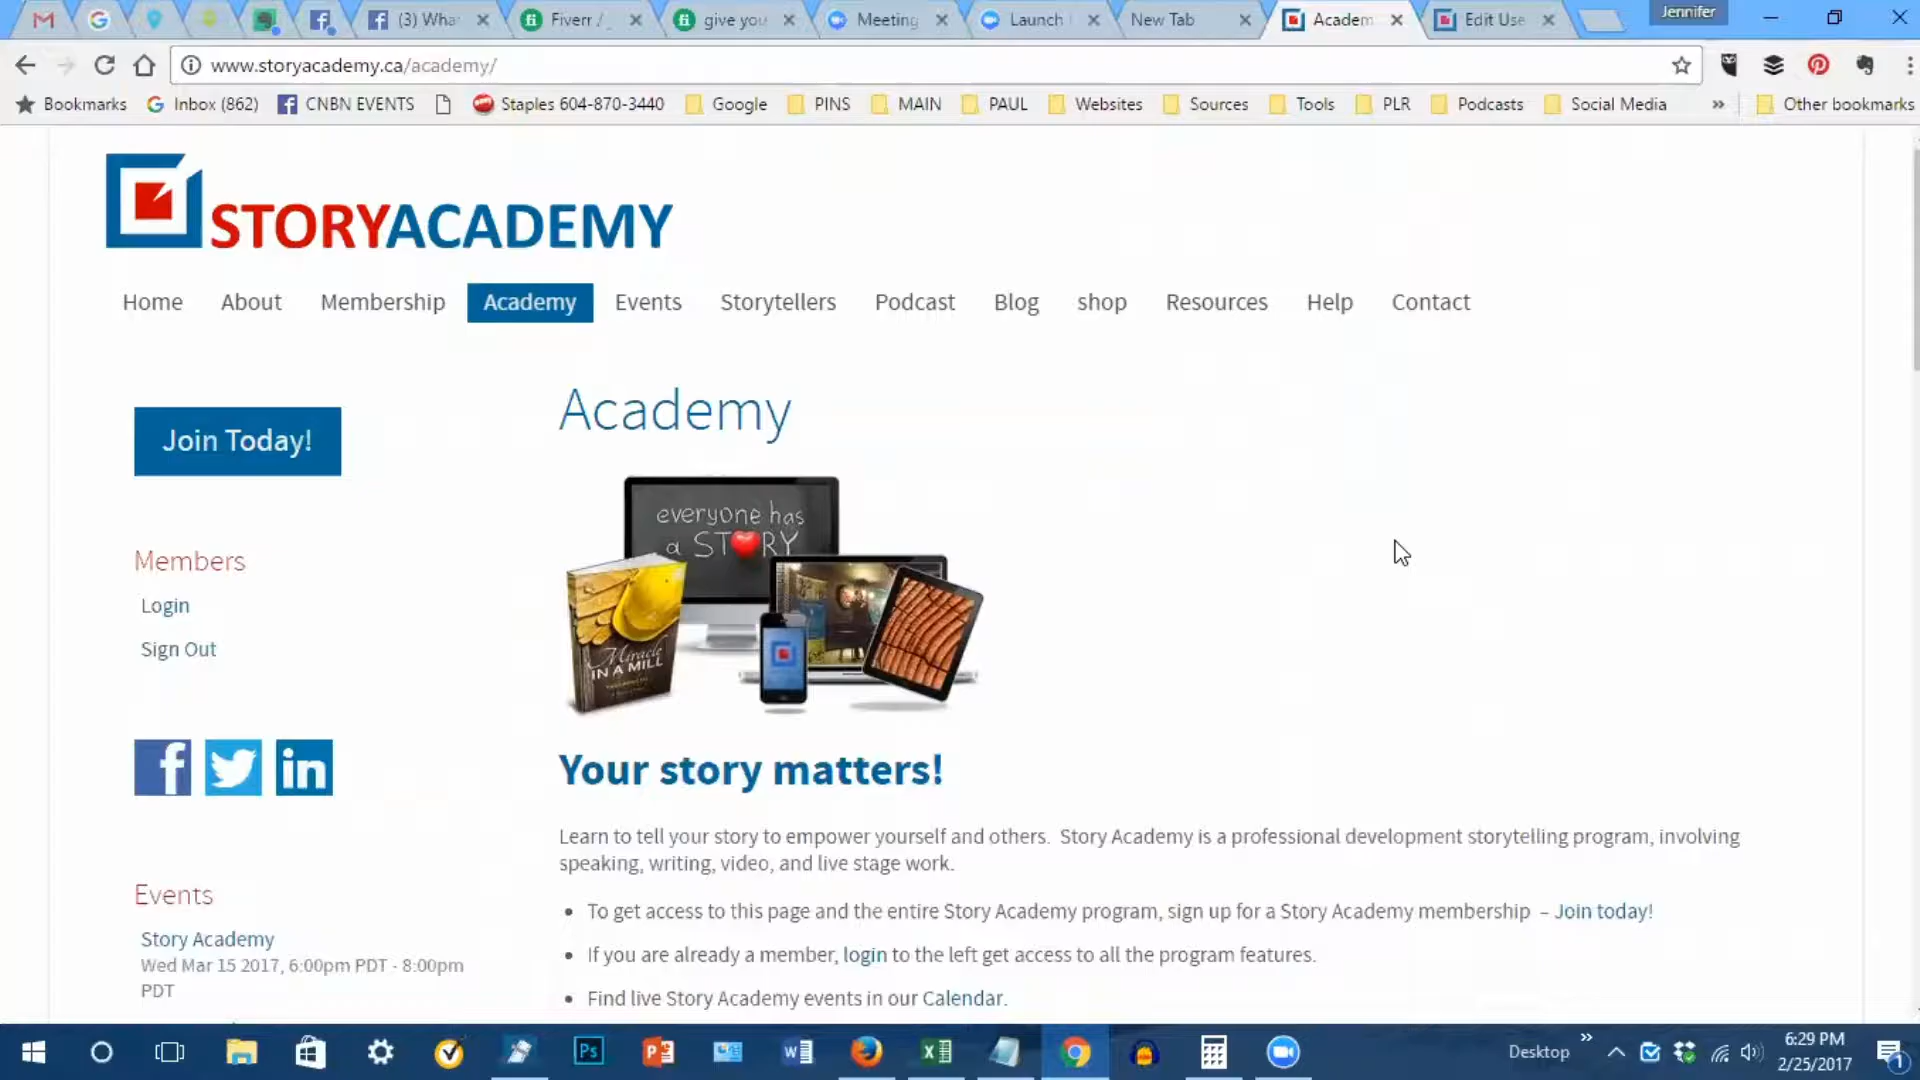 (3) Wha
Fiverr /
give you
Meeting
Launch
New Tab
Academ
Edit Use
Jennifer
www.storyacademy.ca/academy/
Bookmarks
Inbox (862)
CNBN EVENTS
Staples 604-870-3440
Google
PINS
MAIN
PAUL
Websites
Sources
Tools
PLR
Podcasts
Social Media
»
Other bookmarks
STORYACADEMY
Home
About
Membership
Academy
Events
Storytellers
Podcast
Blog
shop
Resources
Help
Contact
Join Today!
Members
Login
Sign Out
Events
Story Academy
Wed Mar 15 2017, 6:00pm PDT - 8:00pm
PDT
Academy
everyone has
a STORY
Miracle
IN A MILL
Your story matters!
Learn to tell your story to empower yourself and others. Story Academy is a professional development storytelling program, involving
speaking, writing, video, and live stage work.
• To get access to this page and the entire Story Academy program, sign up for a Story Academy membership – Join today!
• If you are already a member, login to the left get access to all the program features.
• Find live Story Academy events in our Calendar.
Desktop
»
6:29 PM
2/25/2017
1